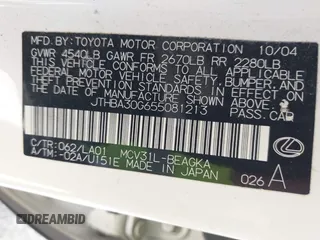 MFD. BY: TOYOTA MOTOR CORPORATION 10/04
GVWR 4540LB GAWR FR 2670LB RR 2280LB
THIS VEHICLE CONFORMS TO ALL APPLICABLE
FEDERAL MOTOR VEHICLE SAFETY, BUMPER, AND
THEFT PREVENTION STANDARDS IN EFFECT ON
THE DATE OF MANUFACTURE SHOWN ABOVE.
JTHBA30G655081213 PASS.CAR
C/TR:062/LA01 MCV31L-BEAGKA
A/TM:-02A/U151E MADE IN JAPAN
026 A
© BIDAMERICAN